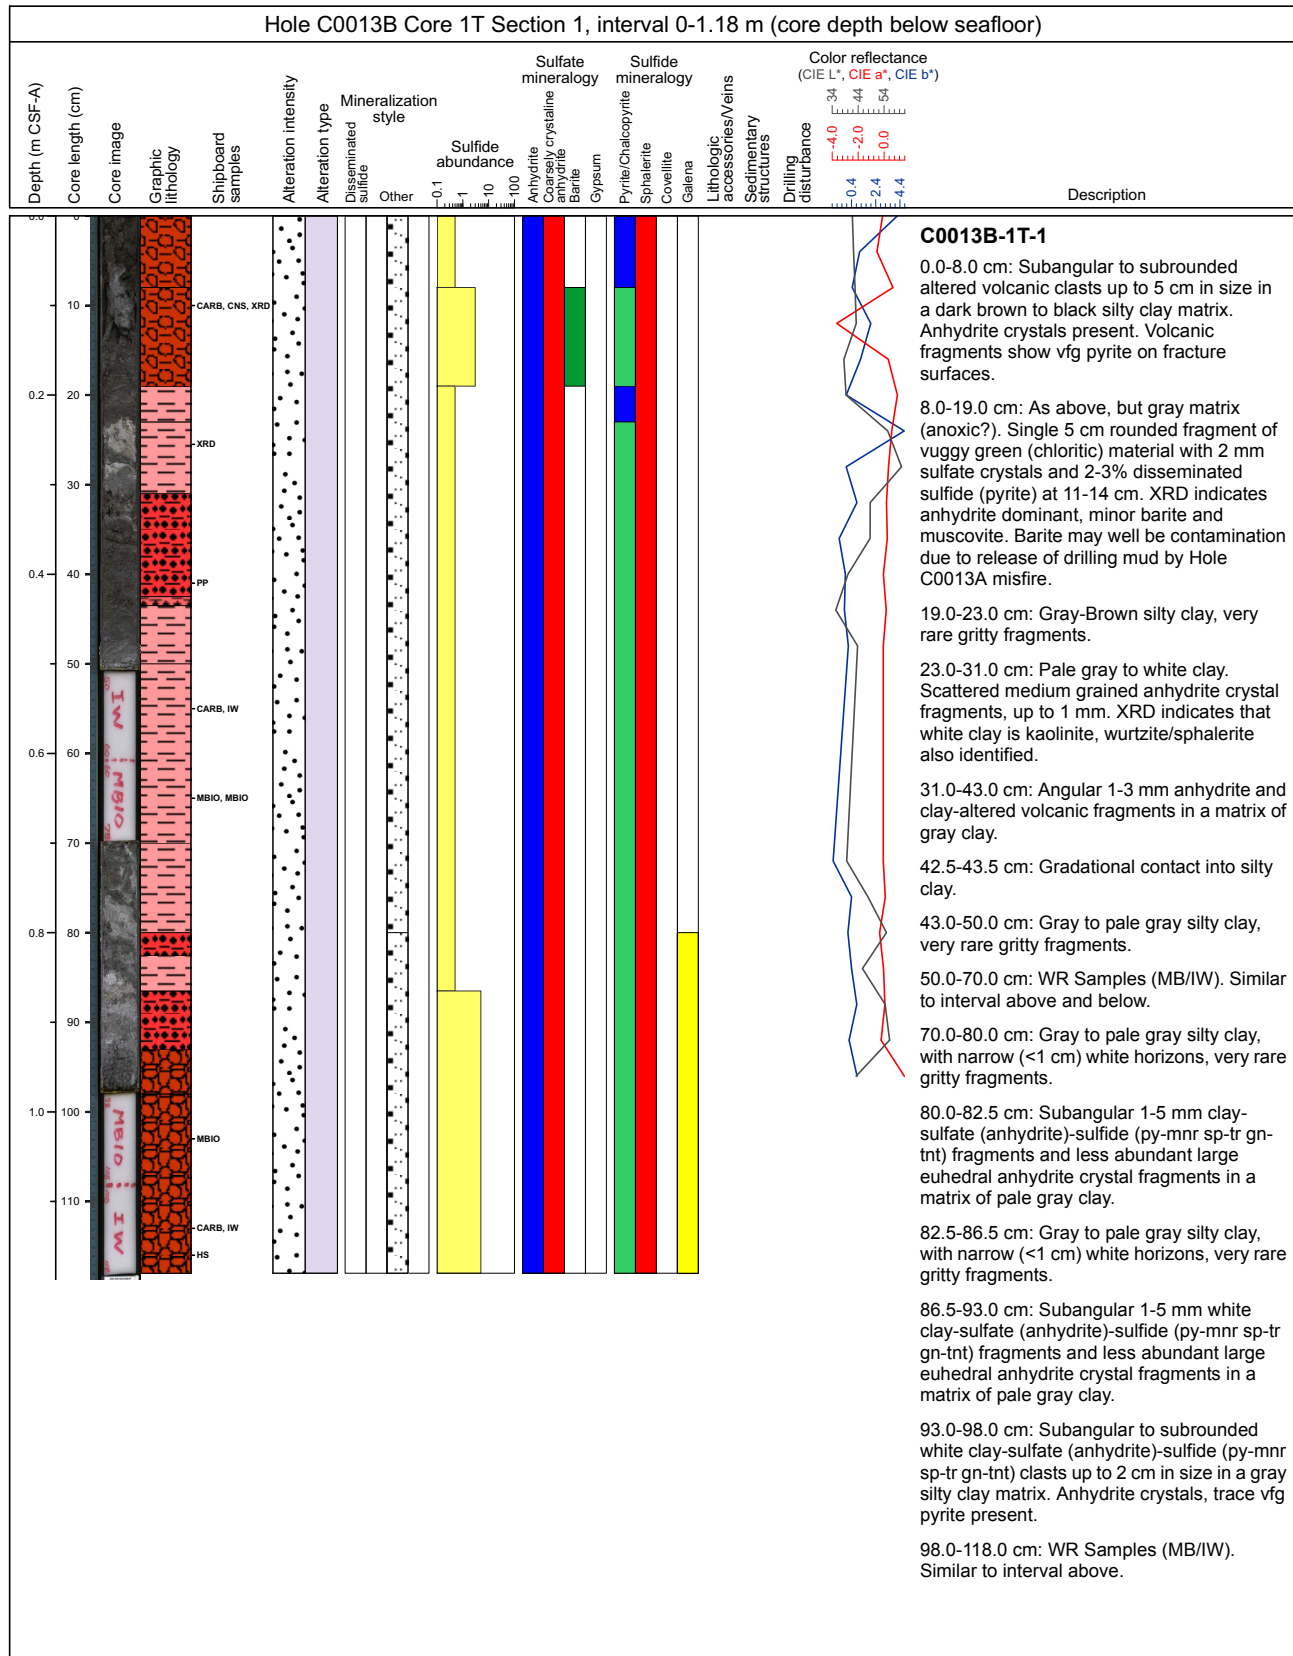 Hole C0013B Core 1T Section 1, interval 0-1.18 m (core depth below seafloor)
Depth (m CSF-A)
Core length (cm)
Core image
Graphic
lithology
Shipboard
samples
Alteration intensity
Alteration type
Mineralization
style
Disseminated
sulfide
Other
Sulfide
abundance
0.1
1
10
100
Sulfate
mineralogy
Anhydrite
Coarsely crystaline
anhydrite
Barite
Gypsum
Sulfide
mineralogy
Pyrite/Chalcopyrite
Sphalerite
Covellite
Galena
Lithologic
accessories/Veins
Sedimentary
structures
Drilling
disturbance
Color reflectance
(CIE L*, CIE a*, CIE b*)
34
44
54
-4.0
-2.0
0.0
0.4
2.4
4.4
Description
0.0
0.2
0.4
0.6
0.8
1.0
0
10
20
30
40
50
60
70
80
90
100
110
IW
MBIO
MBIO
IW
CARB, CNS, XRD
XRD
PP
CARB, IW
MBIO, MBIO
MBIO
CARB, IW
HS
C0013B-1T-1
0.0-8.0 cm: Subangular to subrounded
altered volcanic clasts up to 5 cm in size in
a dark brown to black silty clay matrix.
Anhydrite crystals present. Volcanic
fragments show vfg pyrite on fracture
surfaces.
8.0-19.0 cm: As above, but gray matrix
(anoxic?). Single 5 cm rounded fragment of
vuggy green (chloritic) material with 2 mm
sulfate crystals and 2-3% disseminated
sulfide (pyrite) at 11-14 cm. XRD indicates
anhydrite dominant, minor barite and
muscovite. Barite may well be contamination
due to release of drilling mud by Hole
C0013A misfire.
19.0-23.0 cm: Gray-Brown silty clay, very
rare gritty fragments.
23.0-31.0 cm: Pale gray to white clay.
Scattered medium grained anhydrite crystal
fragments, up to 1 mm. XRD indicates that
white clay is kaolinite, wurtzite/sphalerite
also identified.
31.0-43.0 cm: Angular 1-3 mm anhydrite and
clay-altered volcanic fragments in a matrix of
gray clay.
42.5-43.5 cm: Gradational contact into silty
clay.
43.0-50.0 cm: Gray to pale gray silty clay,
very rare gritty fragments.
50.0-70.0 cm: WR Samples (MB/IW). Similar
to interval above and below.
70.0-80.0 cm: Gray to pale gray silty clay,
with narrow (<1 cm) white horizons, very rare
gritty fragments.
80.0-82.5 cm: Subangular 1-5 mm clay-
sulfate (anhydrite)-sulfide (py-mnr sp-tr gn-
tnt) fragments and less abundant large
euhedral anhydrite crystal fragments in a
matrix of pale gray clay.
82.5-86.5 cm: Gray to pale gray silty clay,
with narrow (<1 cm) white horizons, very rare
gritty fragments.
86.5-93.0 cm: Subangular 1-5 mm white
clay-sulfate (anhydrite)-sulfide (py-mnr sp-tr
gn-tnt) fragments and less abundant large
euhedral anhydrite crystal fragments in a
matrix of pale gray clay.
93.0-98.0 cm: Subangular to subrounded
white clay-sulfate (anhydrite)-sulfide (py-mnr
sp-tr gn-tnt) clasts up to 2 cm in size in a gray
silty clay matrix. Anhydrite crystals, trace vfg
pyrite present.
98.0-118.0 cm: WR Samples (MB/IW).
Similar to interval above.